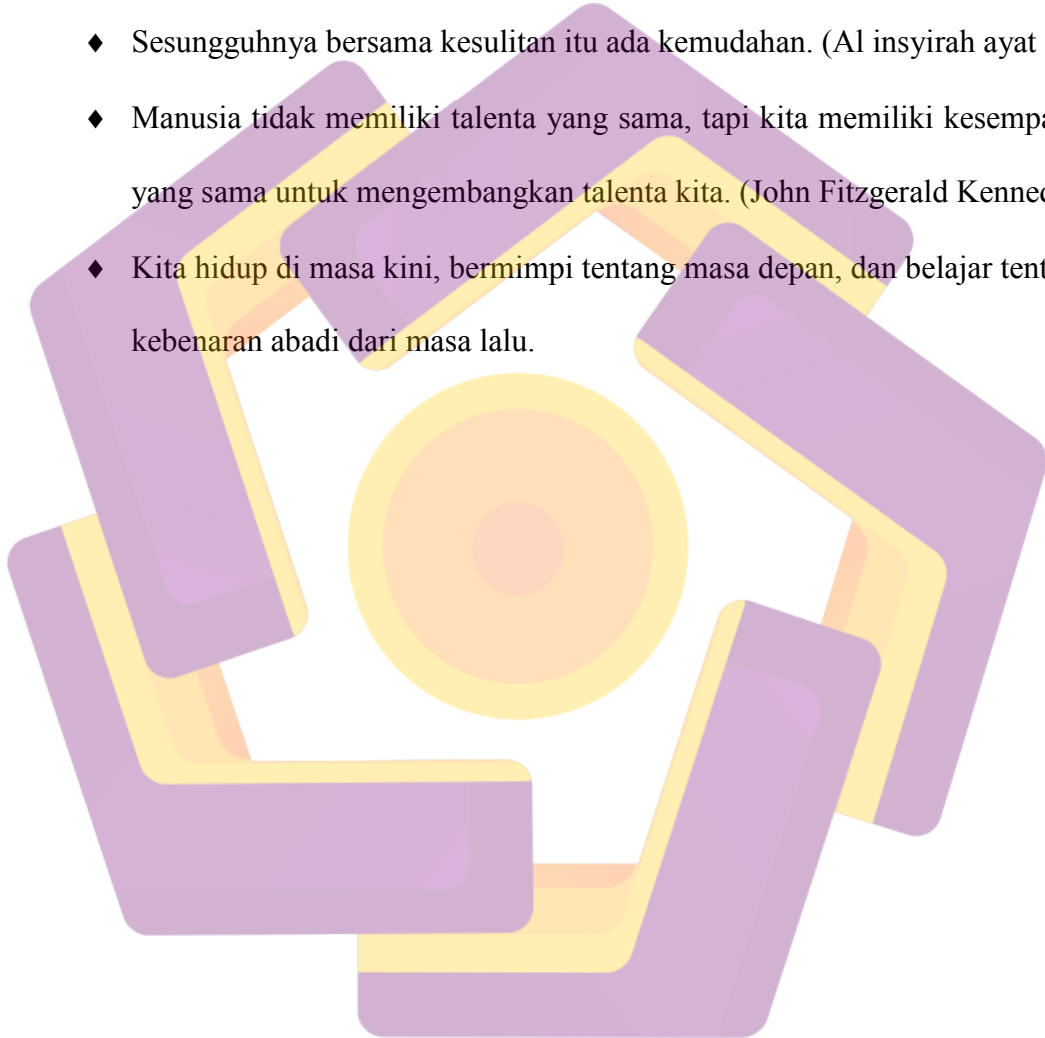 ♦ Sesungguhnya bersama kesulitan itu ada kemudahan. (Al insyirah ayat
♦ Manusia tidak memiliki talenta yang sama, tapi kita memiliki kesempa
yang sama untuk mengembangkan talenta kita. (John Fitzgerald Kenned
♦ Kita hidup di masa kini, bermimpi tentang masa depan, dan belajar tent
kebenaran abadi dari masa lalu.